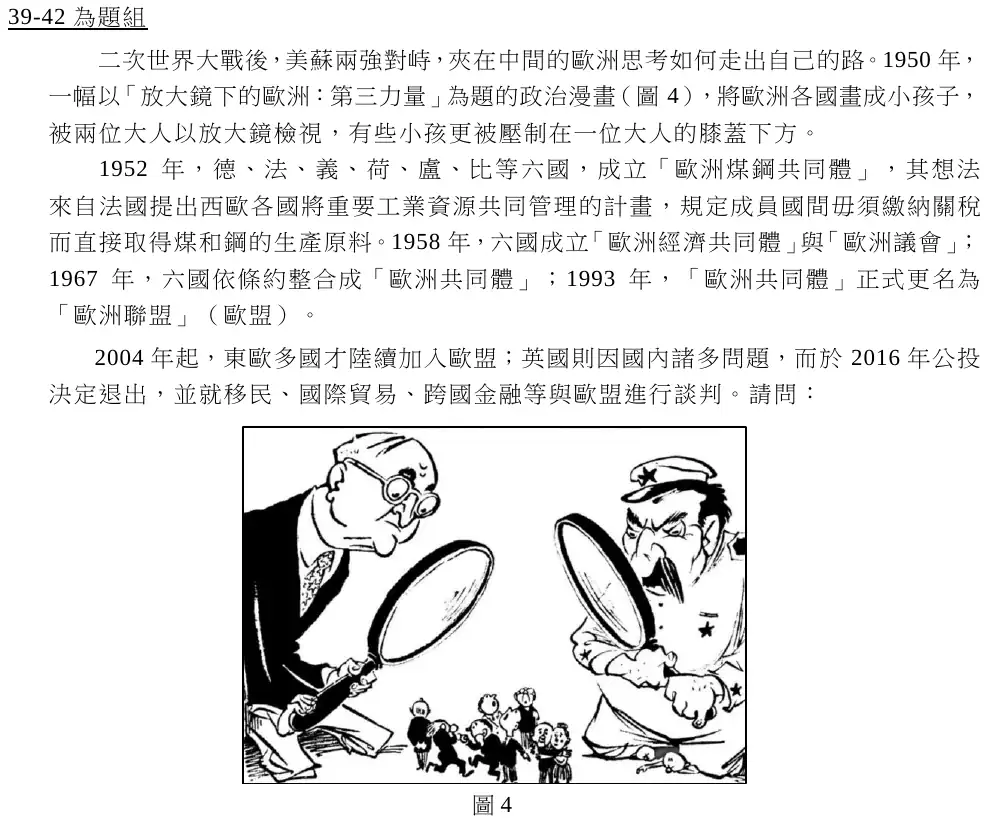 39-42 為題組
二次世界大戰後，美蘇兩強對峙，夾在中間的歐洲思考如何走出自己的路。1950 年，
一幅以「放大鏡下的歐洲：第三力量」為題的政治漫畫（圖 4），將歐洲各國畫成小孩子，
被兩位大人以放大鏡檢視，有些小孩更被壓制在一位大人的膝蓋下方。
1952 年，德、法、義、荷、盧、比等六國，成立「歐洲煤鋼共同體」，其想法
來自法國提出西歐各國將重要工業資源共同管理的計畫，規定成員國間毋須繳納關稅
而直接取得煤和鋼的生產原料。1958 年，六國成立「歐洲經濟共同體」與「歐洲議會」；
1967 年，六國依條約整合成「歐洲共同體」；1993 年，「歐洲共同體」正式更名為
「歐洲聯盟」（歐盟）。
2004 年起，東歐多國才陸續加入歐盟；英國則因國內諸多問題，而於 2016 年公投
決定退出，並就移民、國際貿易、跨國金融等與歐盟進行談判。請問：
圖 4